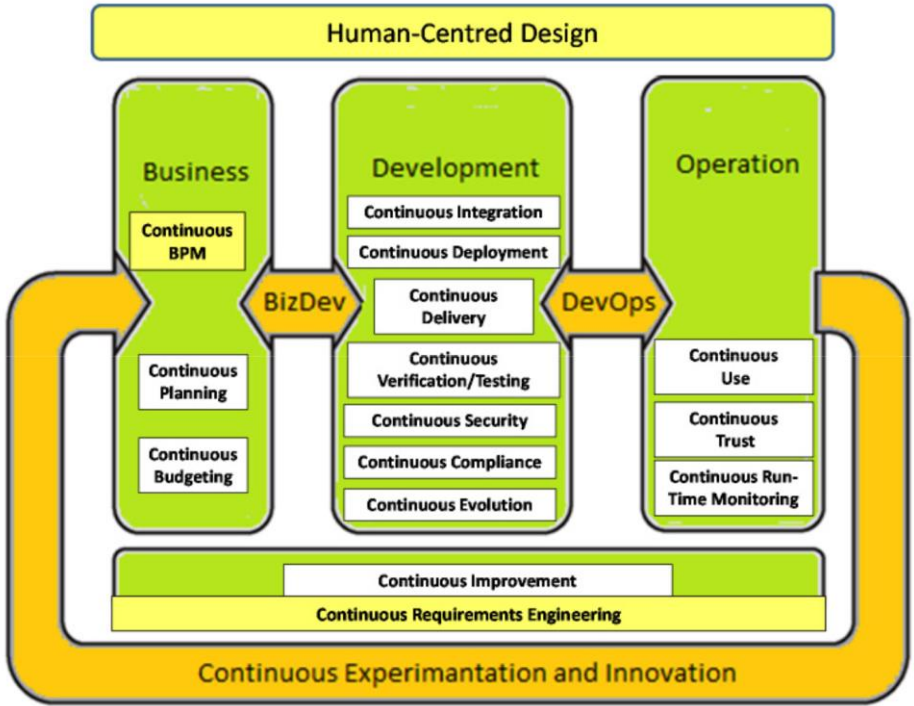 Human-Centred Design
Business
Continuous
BPM
Continuous
Planning
Continuous
Budgeting
BizDev
Development
Continuous Integration
Continuous Deployment
Continuous
Delivery
Continuous
Verification/Testing
Continuous Security
Continuous Compliance
Continuous Evolution
DevOps
Operation
Continuous
Use
Continuous
Trust
Continuous Run-
Time Monitoring
Continuous Improvement
Continuous Requirements Engineering
Continuous Experimantation and Innovation